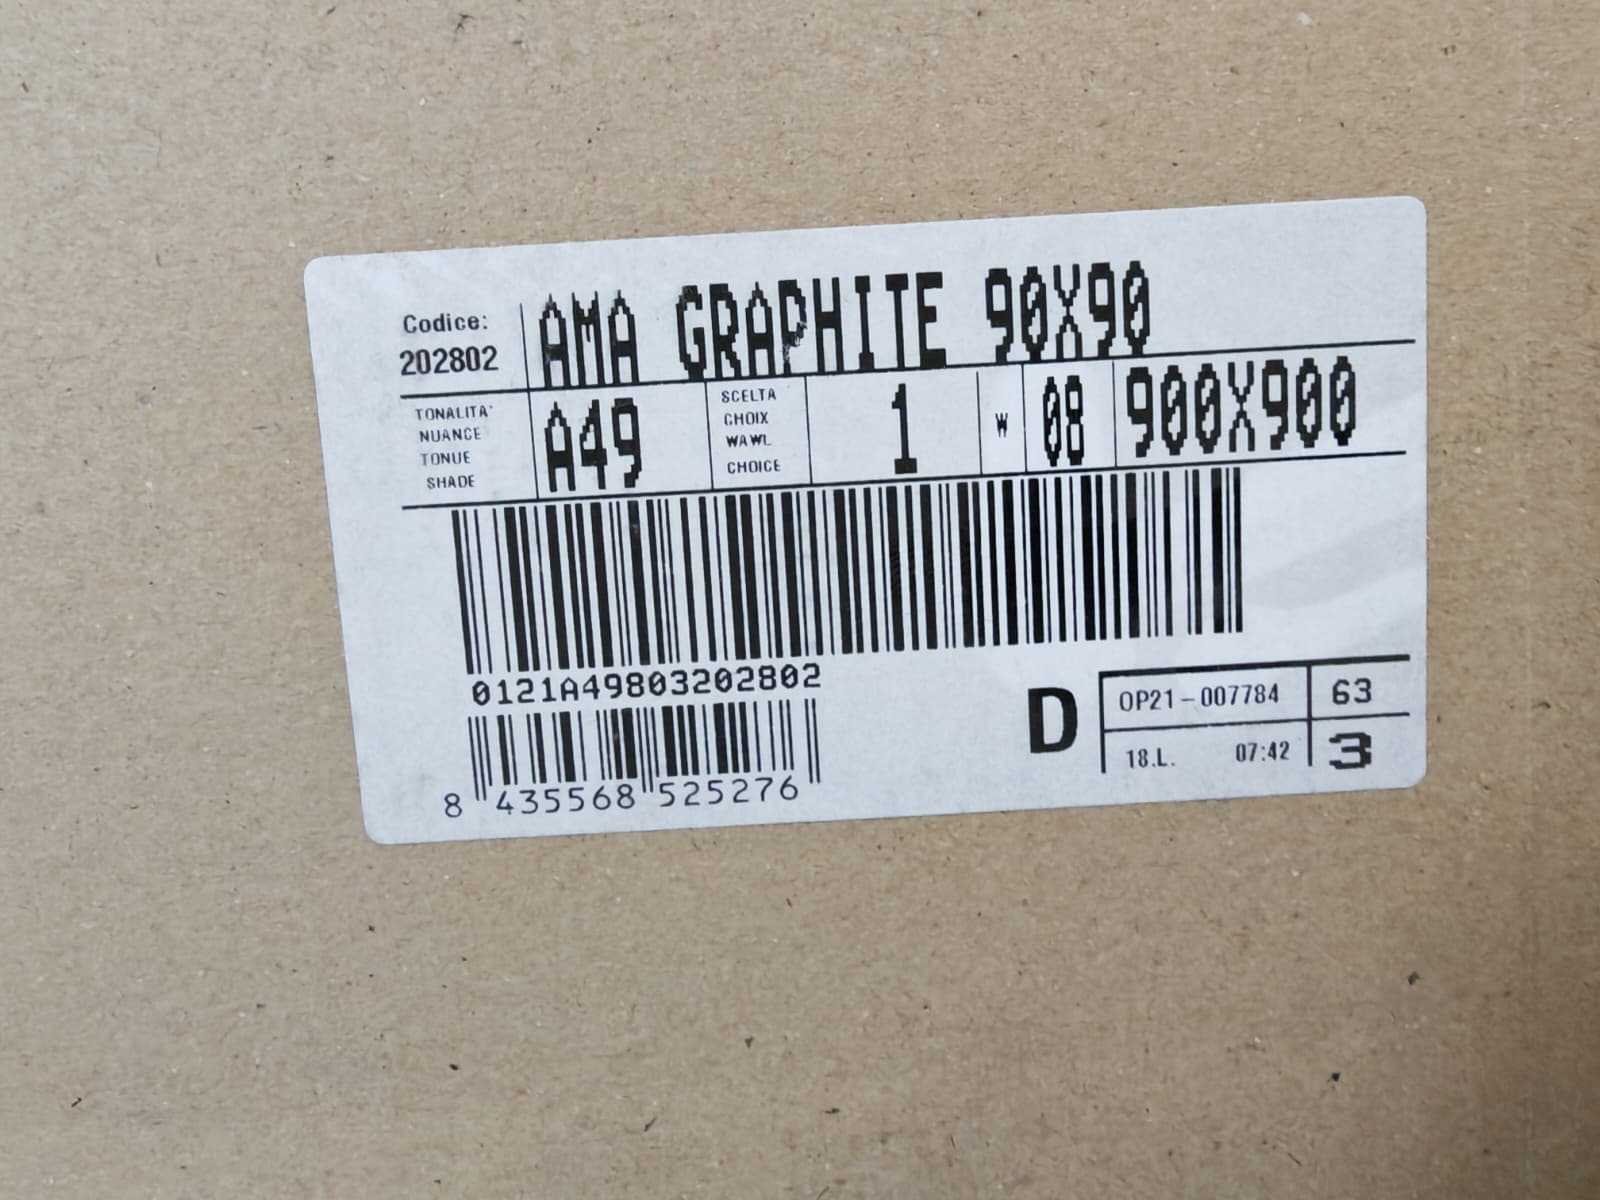 Codice:
202802
AMA GRAPHITE 90X90
TONALITA'
NUANCE
TONUE
SHADE
A49
SCELTA
CHOIX
WAWL
CHOICE
1
W
08
900X900
0121A49803202802
8 435568 525276
D
OP21-007784
63
18.L. 07:42
3